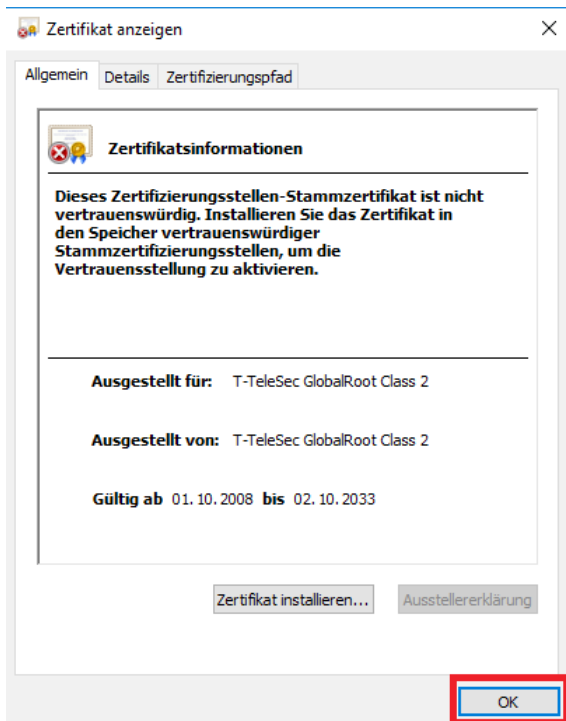 Zertifikat anzeigen
Allgemein Details Zertifizierungspfad
Zertifikatsinformationen
Dieses Zertifizierungsstellen-Stammzertifikat ist nicht
vertrauenswürdig. Installieren Sie das Zertifikat in
den Speicher vertrauenswürdiger
Stammzertifizierungsstellen, um die
Vertrauensstellung zu aktivieren.
Ausgestellt für: T-TeleSec GlobalRoot Class 2
Ausgestellt von: T-TeleSec GlobalRoot Class 2
Gültig ab 01.10.2008 bis 02.10.2033
Zertifikat installieren... Ausstellererklärung
OK